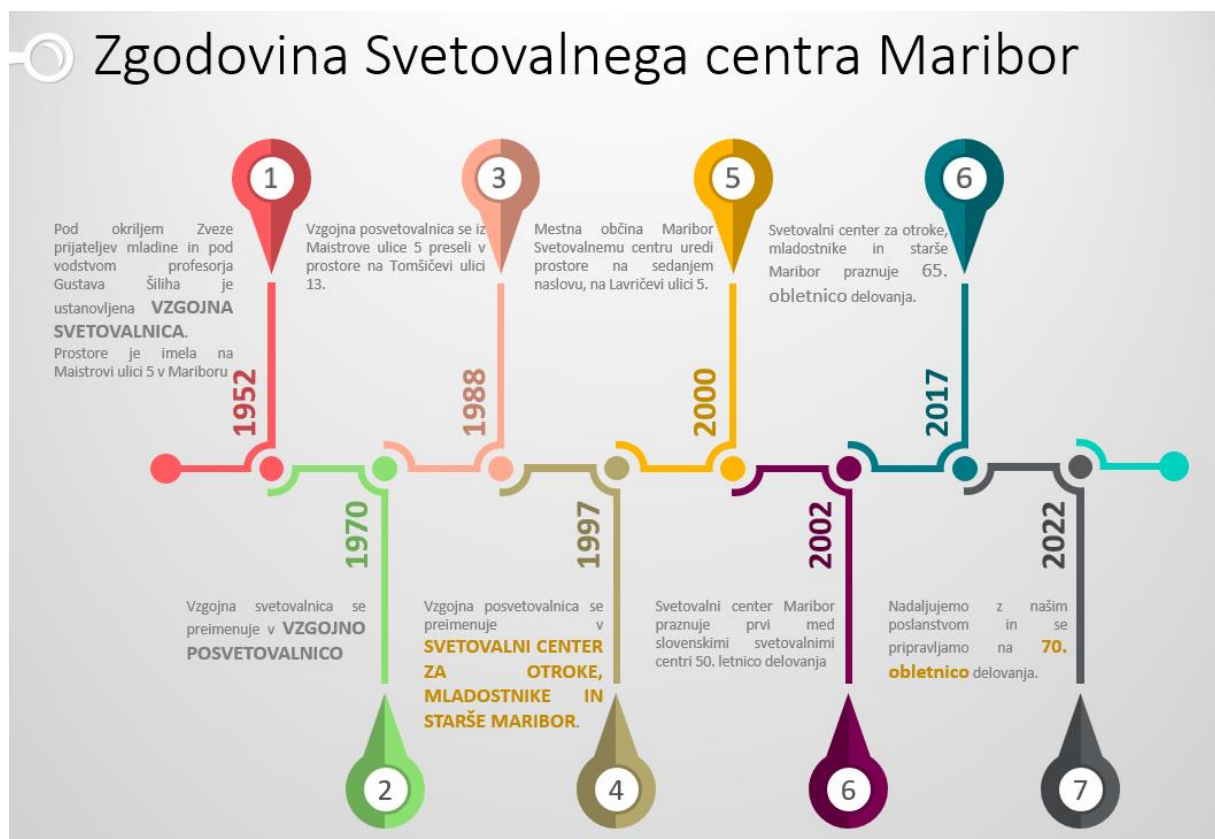 Zgodovina Svetovalnega centra Maribor
1
Pod okriljem Zveze
prijateljev mladine in pod
vodstvom profesorja
Gustava Šiliha je
ustanovljena VZGOJNA
SVETOVALNICA.
Prostore je imela na
Maistrovi ulici 5 v Mariboru
1952
3
Vzgojna posvetovalnica se iz
Maistrove ulice 5 preseli v
prostore na Tomšičevi ulici
13.
1988
5
Mestna občina Maribor
Svetovalnemu centru uredi
prostore na sedanjem
naslovu, na Lavričevi ulici 5.
2000
6
Svetovalni center za otroke,
mladostnike in starše
Maribor praznuje 65.
obletnico delovanja.
2017
1970
Vzgojna svetovalnica se
preimenuje v VZGOJNO
POSVETOVALNICO
2
1997
Vzgojna posvetovalnica se
preimenuje v
SVETOVALNI CENTER
ZA OTROKE,
MLADOSTNIKE IN
STARŠE MARIBOR.
4
2002
Svetovalni center Maribor
praznuje prvi med
slovenskimi svetovalnimi
centri 50. letnico delovanja
6
2022
Nadaljujemo z našim
poslanstvom in se
pripravljamo na 70.
obletnico delovanja.
7